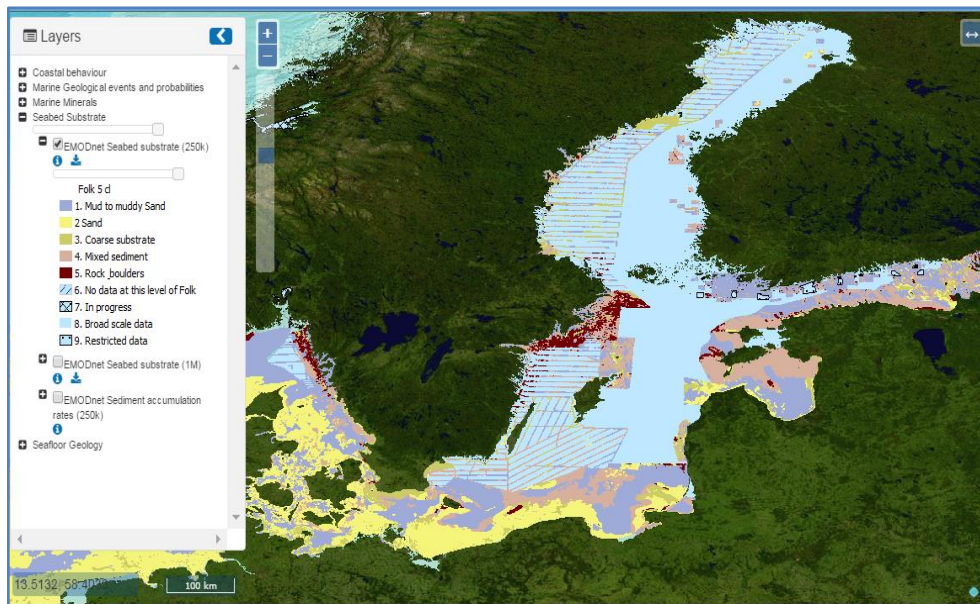 Layers
Coastal behaviour
Marine Geological events and probabilities
Marine Minerals
Seabed Substrate
EMODnet Seabed substrate (250k)
Folk 5 cl
1. Mud to muddy Sand
2 Sand
3. Coarse substrate
4. Mixed sediment
5. Rock_boulders
6. No data at this level of Folk
7. In progress
8. Broad scale data
9. Restricted data
EMODnet Seabed substrate (1M)
EMODnet Sediment accumulation
rates (250k)
Seafloor Geology
13.5132,
100 km